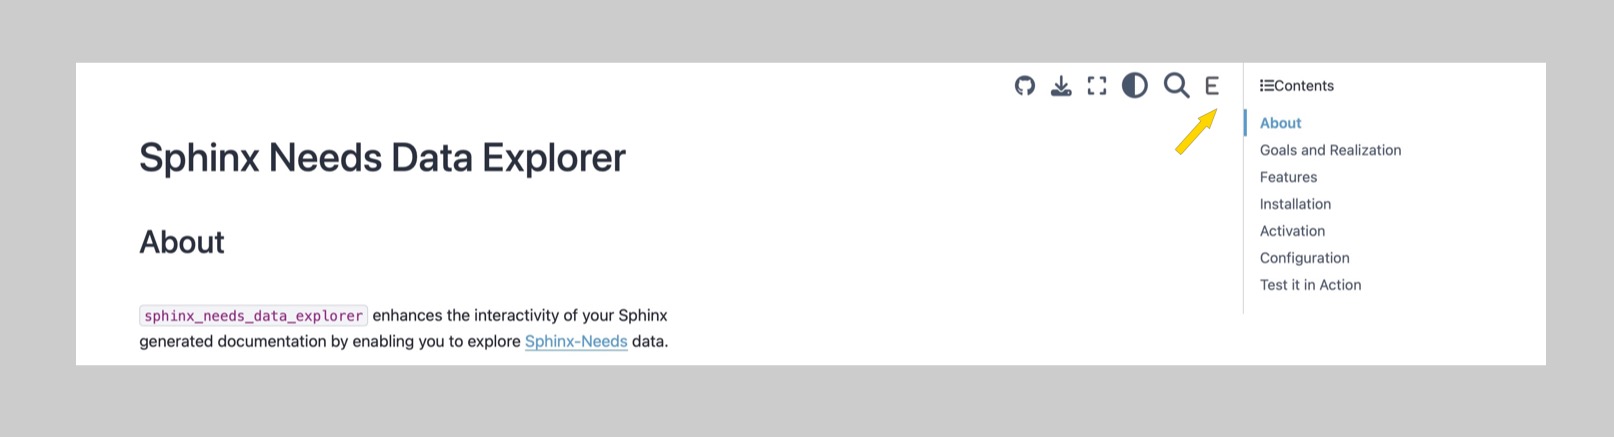 E
Contents
Sphinx Needs Data Explorer
About
sphinx_needs_data_explorer enhances the interactivity of your Sphinx
generated documentation by enabling you to explore Sphinx-Needs data.
About
Goals and Realization
Features
Installation
Activation
Configuration
Test it in Action